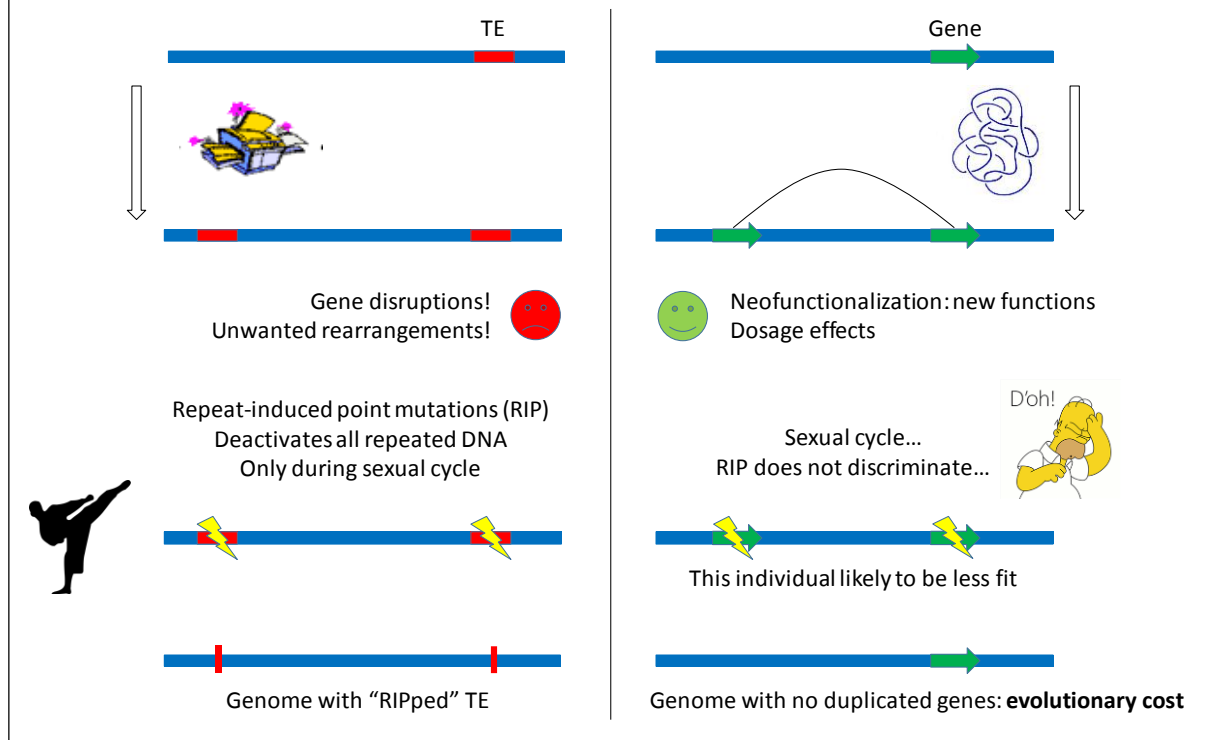 TE
Gene disruptions!
Unwanted rearrangements!
Repeat-induced point mutations (RIP)
Deactivates all repeated DNA
Only during sexual cycle
Genome with “RIPped” TE
Gene
Neofunctionalization: new functions
Dosage effects
D'oh!
Sexual cycle…
RIP does not discriminate…
This individual likely to be less fit
Genome with no duplicated genes: evolutionary cost